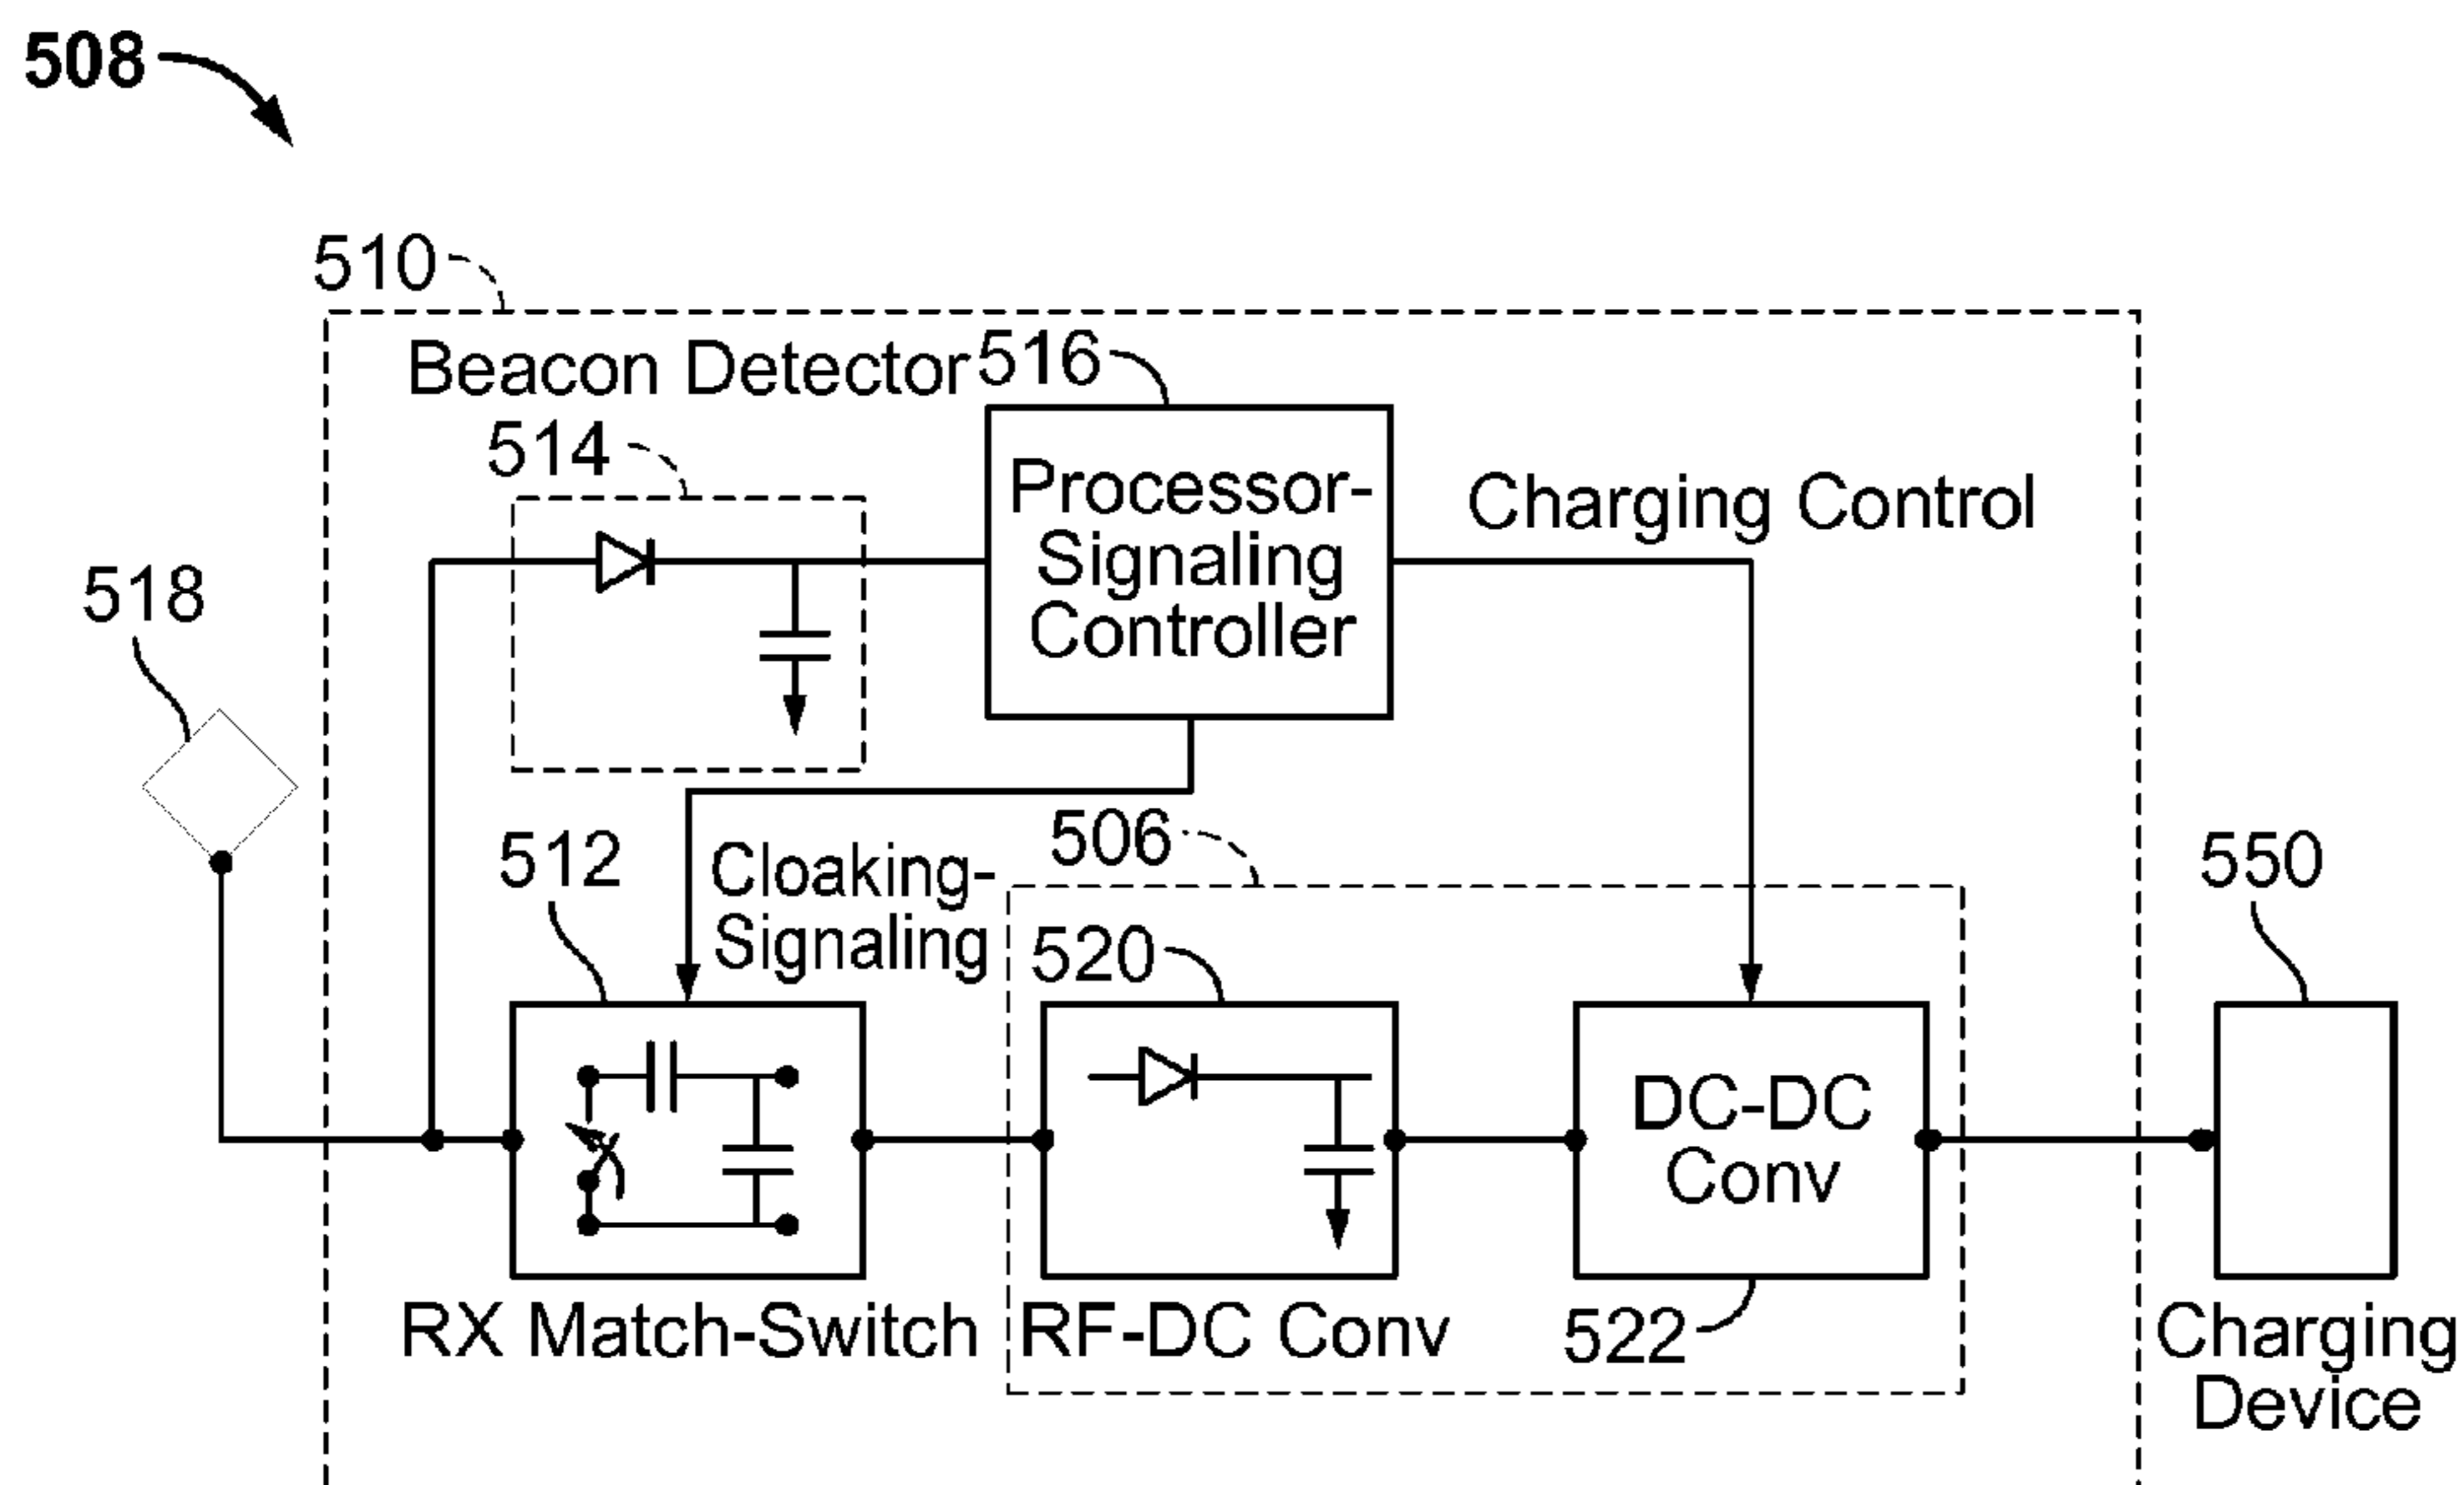 508
510
Beacon Detector
516
514
Processor-
Signaling
Controller
Charging Control
518
512
Cloaking-
Signaling
506
520
550
DC-DC
Conv
RX Match-Switch
RF-DC Conv
522
Charging
Device